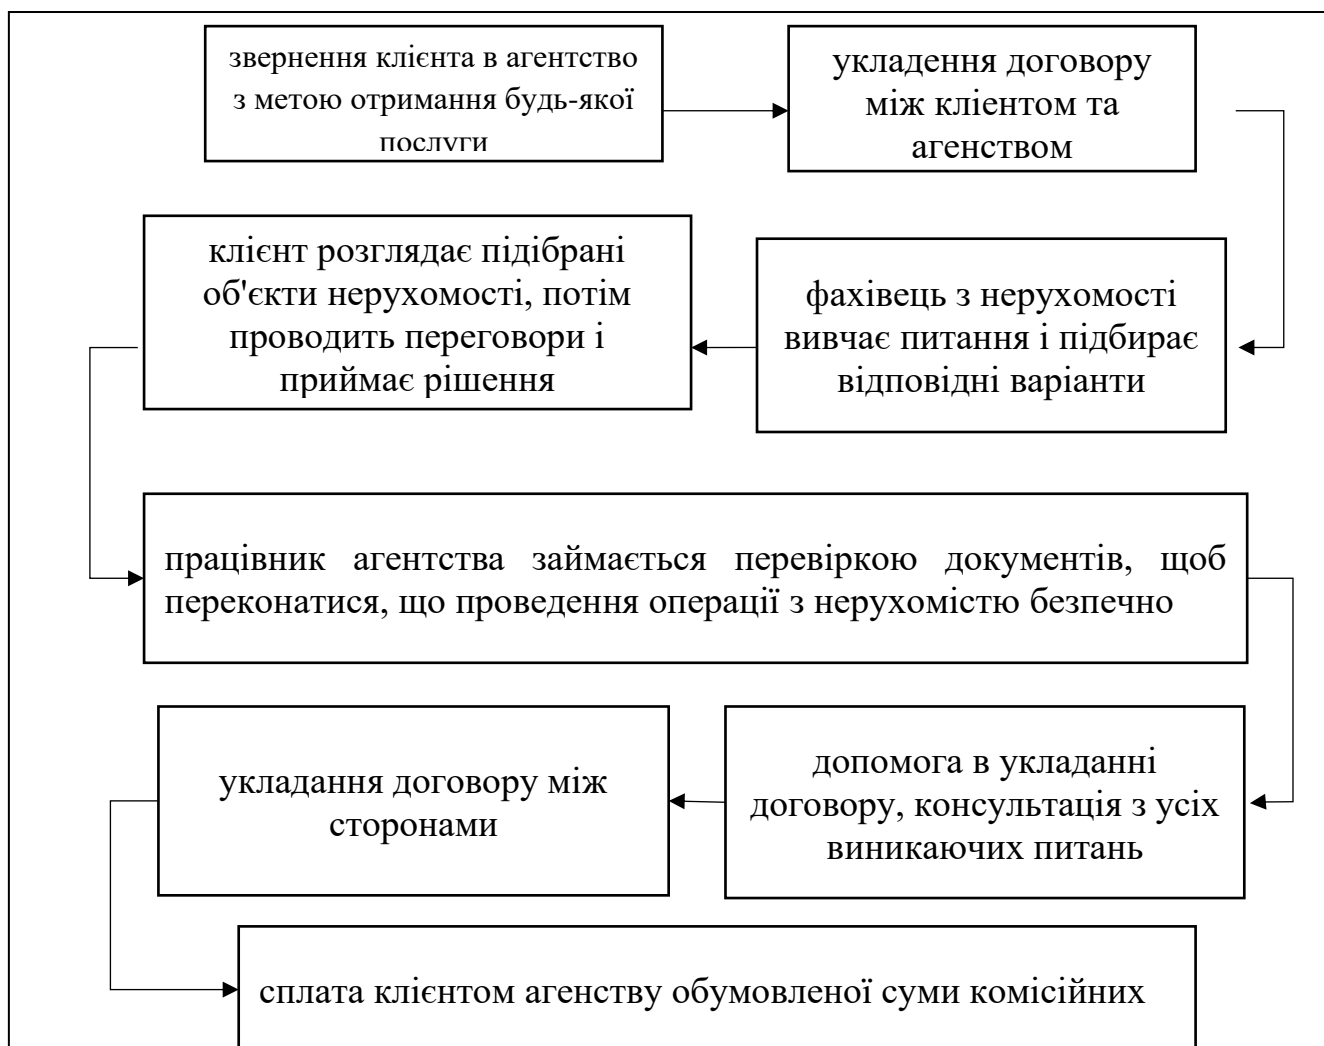 звернення клієнта в агентство
з метою отримання будь-якої
послуги
укладення договору
між кліентом та
агенством
клієнт розглядає підібрані
об'єкти нерухомості, потім
проводить переговори і
приймає рішення
фахівець з нерухомості
вивчає питання і підбирає
відповідні варіанти
працівник агентства займається перевіркою документів, щоб
переконатися, що проведення операції з нерухомістю безпечно
укладання договору між
сторонами
допомога в укладанні
договору, консультація з усіх
виникаючих питань
сплата клієнтом агенству обумовленої суми комісійних